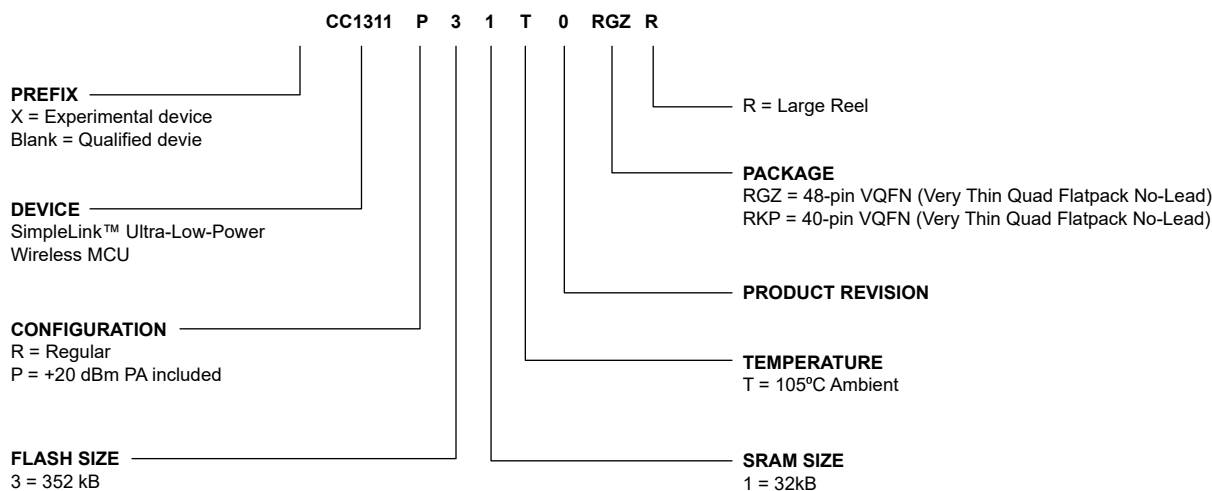 CC1311 P 3 1 T 0 RGZ R
PREFIX
X = Experimental device
Blank = Qualified devie
DEVICE
SimpleLink™ Ultra-Low-Power
Wireless MCU
CONFIGURATION
R = Regular
P = +20 dBm PA included
FLASH SIZE
3 = 352 kB
R = Large Reel
PACKAGE
RGZ = 48-pin VQFN (Very Thin Quad Flatpack No-Lead)
RKP = 40-pin VQFN (Very Thin Quad Flatpack No-Lead)
PRODUCT REVISION
TEMPERATURE
T = 105ºC Ambient
SRAM SIZE
1 = 32kB